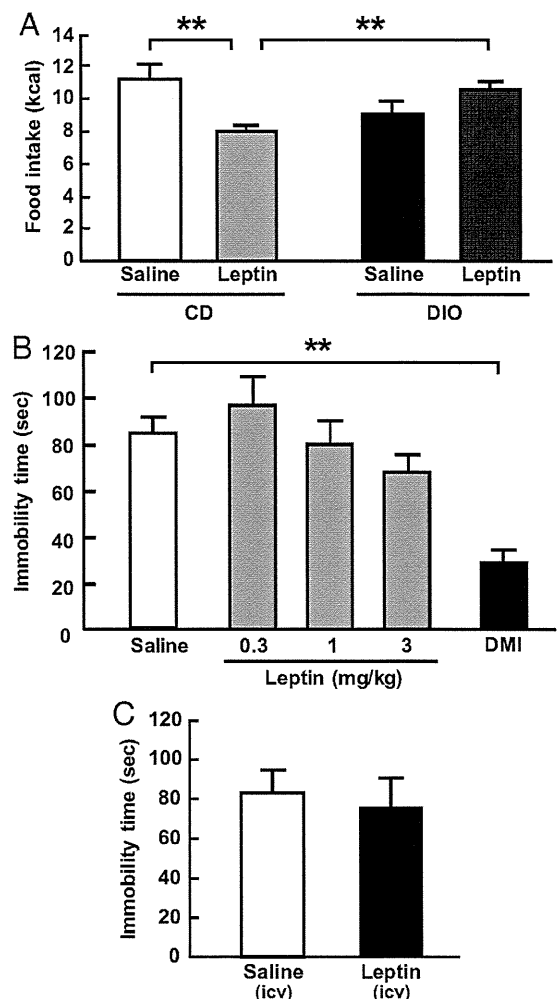 A
** **
Food intake (kcal)
14
12
10
8
6
4
2
0
Saline Leptin Saline Leptin
CD DIO
B
**
Immobility time (sec)
120
100
80
60
40
20
0
Saline 0.3 1 3 DMI
Leptin (mg/kg)
C
Immobility time (sec)
120
100
80
60
40
20
0
Saline Leptin
(icv) (icv)